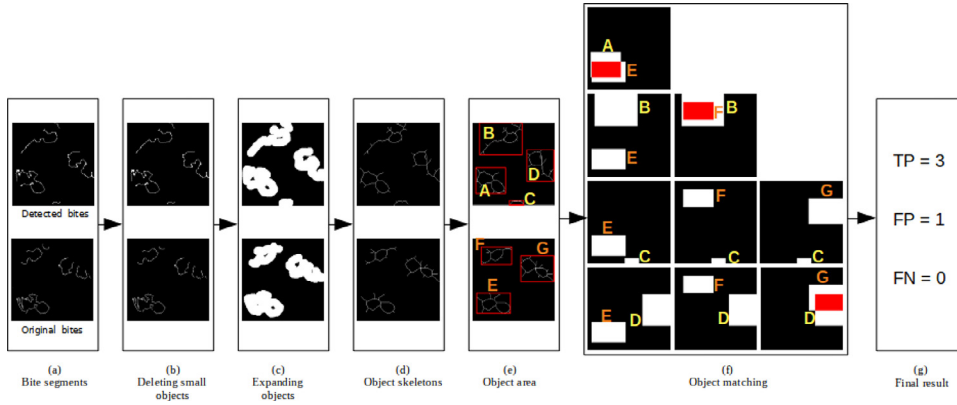 Detected bites
Original bites
B
D
A
C
F
G
E
A
E
B
E
F
B
E
C
F
C
G
C
E
D
F
D
G
D
TP = 3
FP = 1
FN = 0
(a)
Bite segments
(b)
Deleting small
objects
(c)
Expanding
objects
(d)
Object skeletons
(e)
Object area
(f)
Object matching
(g)
Final result